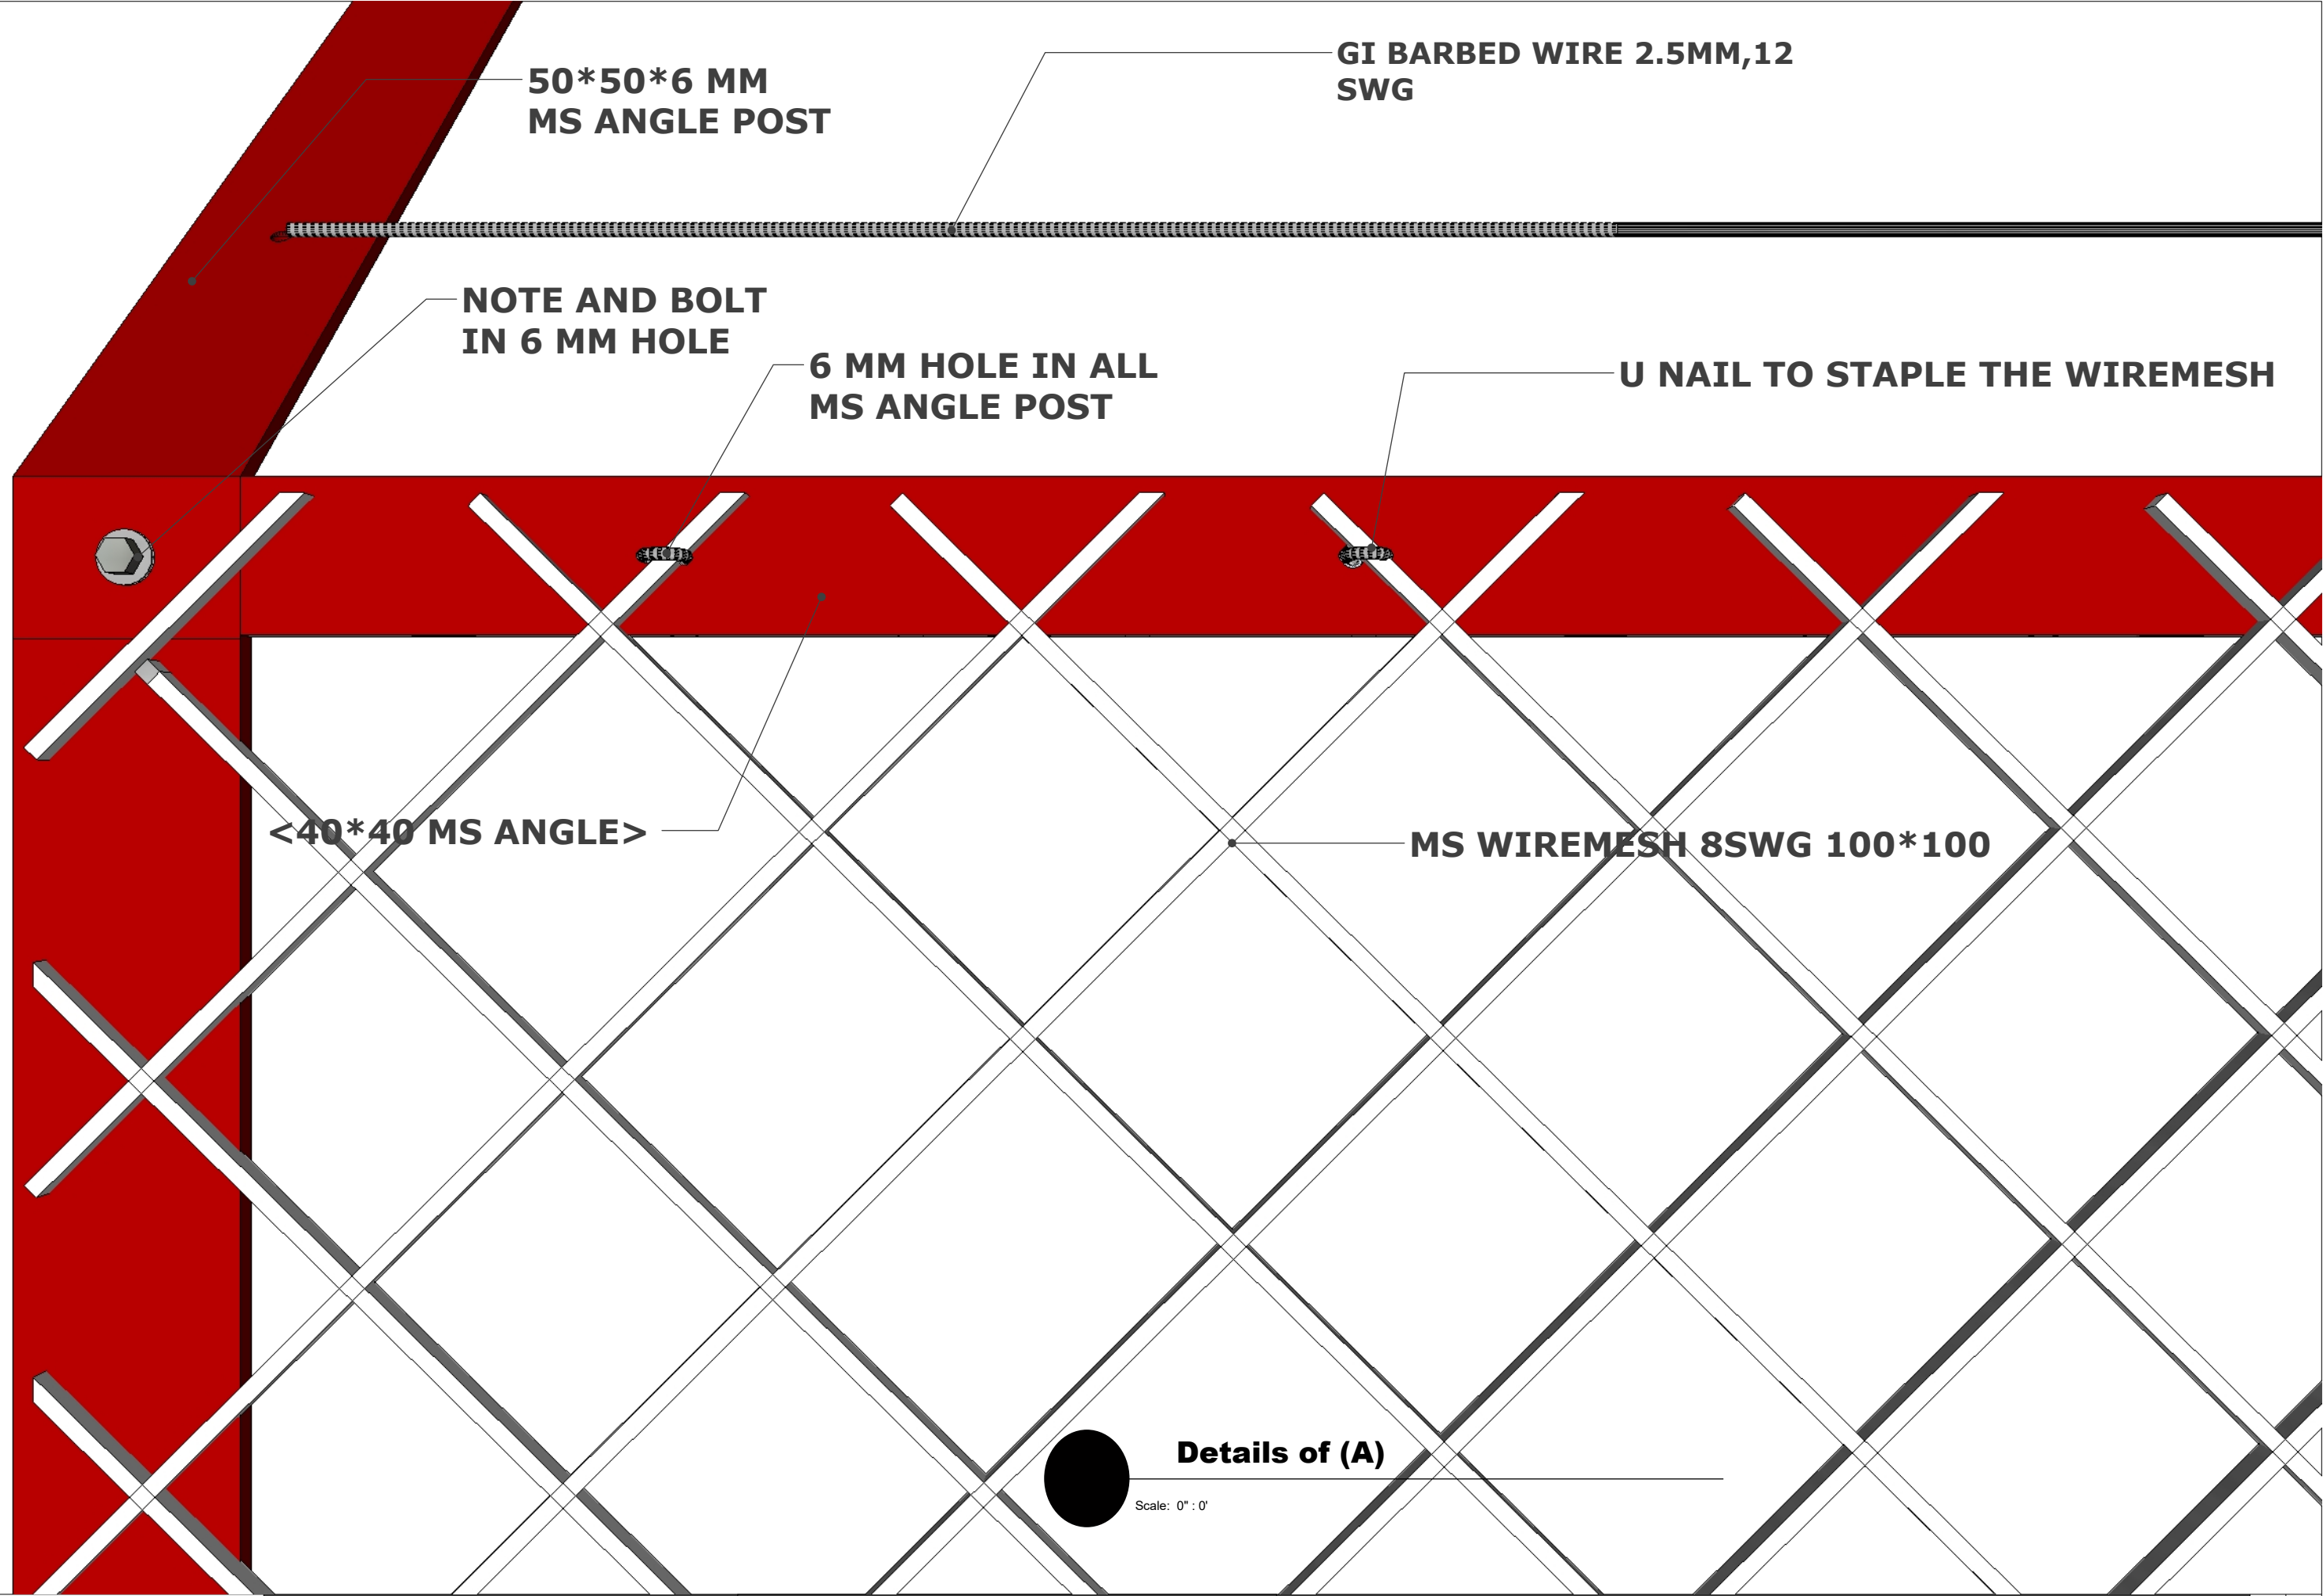 50*50*6 MM
MS ANGLE POST
GI BARBED WIRE 2.5MM,12
SWG
NOTE AND BOLT
IN 6 MM HOLE
6 MM HOLE IN ALL
MS ANGLE POST
U NAIL TO STAPLE THE WIREMESH
<40*40 MS ANGLE>
MS WIREMESH 8SWG 100*100
Details of (A)
Scale: 0" : 0'